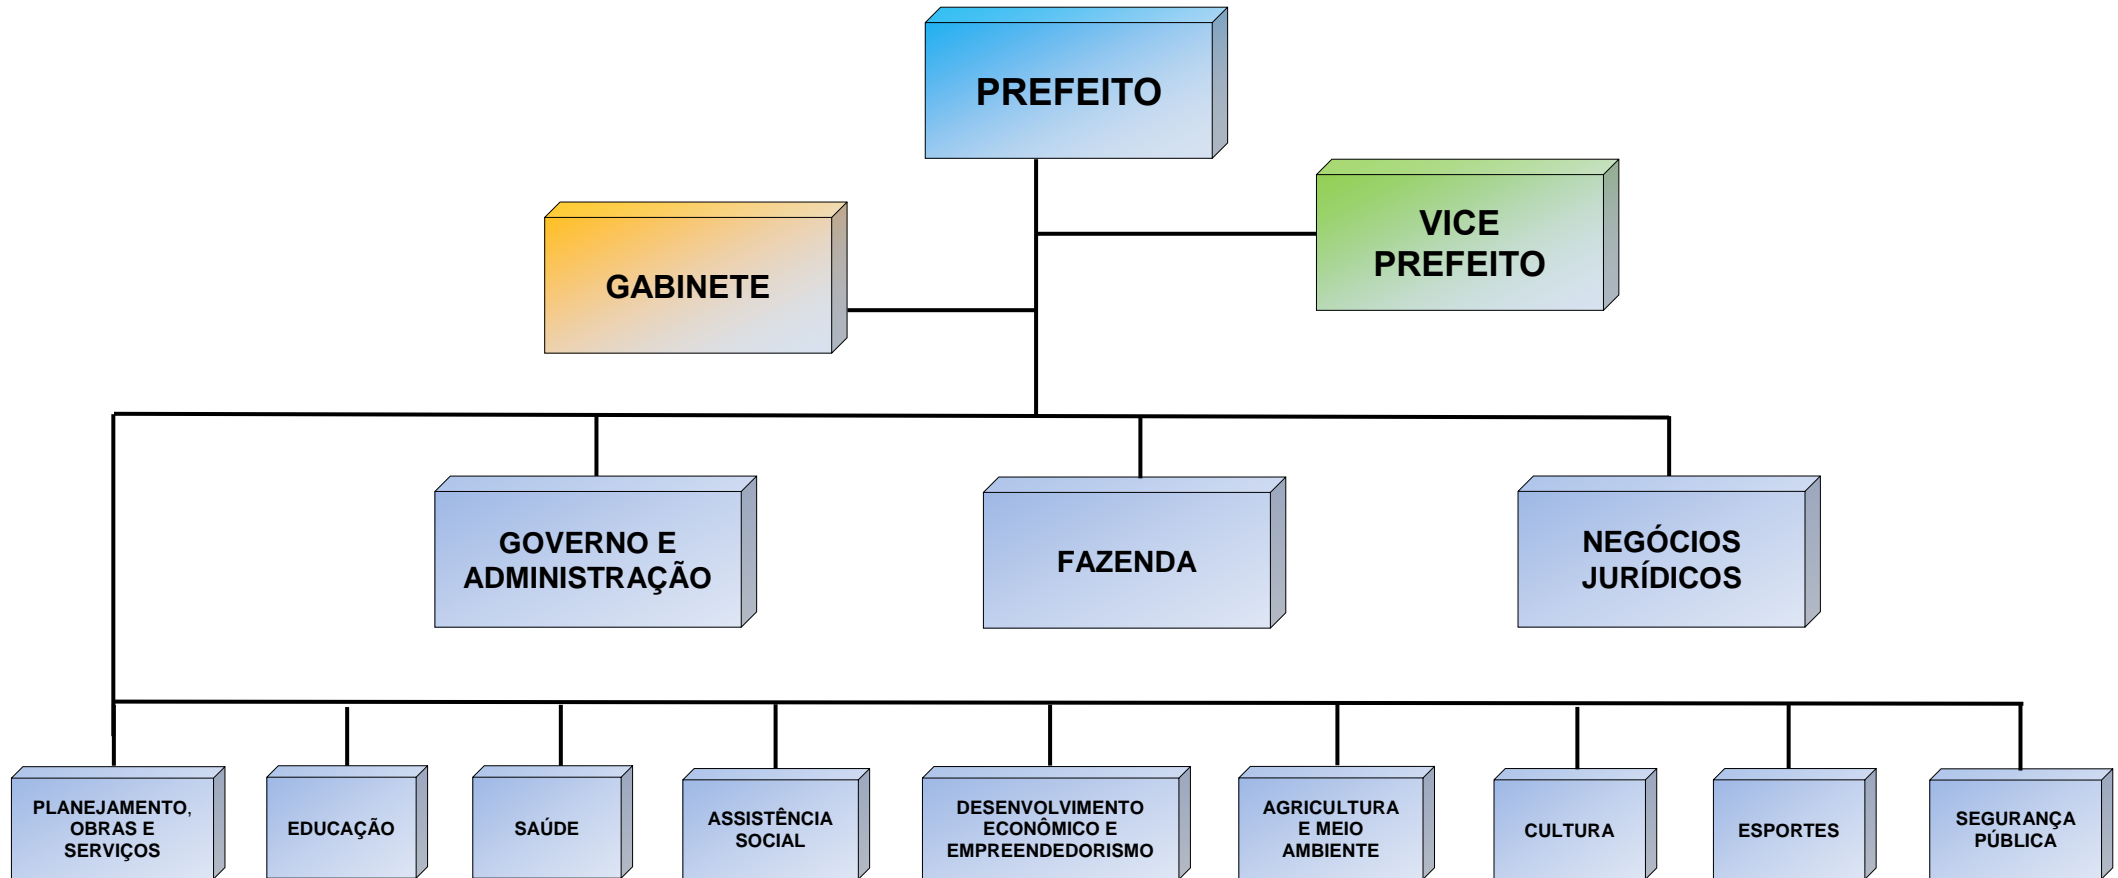 PREFEITO
VICE
PREFEITO
GABINETE
GOVERNO E
ADMINISTRAÇÃO
FAZENDA
NEGÓCIOS
JURÍDICOS
PLANEJAMENTO,
OBRAS E
SERVIÇOS
EDUCAÇÃO
SAÚDE
ASSISTÊNCIA
SOCIAL
DESENVOLVIMENTO
ECONÔMICO E
EMPREENDEDORISMO
AGRICULTURA
E MEIO
AMBIENTE
CULTURA
ESPORTES
SEGURANÇA
PÚBLICA